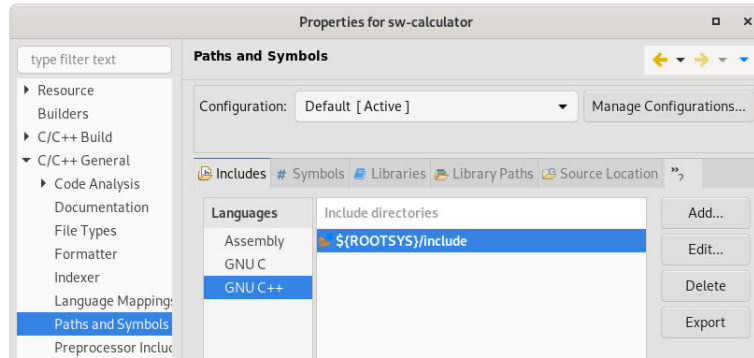 Properties for sw-calculator
type filter text
Resource
Builders
C/C++ Build
C/C++ General
Code Analysis
Documentation
File Types
Formatter
Indexer
Language Mappings
Paths and Symbols
Preprocessor Includ
Paths and Symbols
Configuration: Default [ Active ] Manage Configurations...
Includes # Symbols Libraries Library Paths Source Location »2
Languages
Assembly
GNU C
GNU C++
Include directories
${ROOTSYS}/include
Add...
Edit...
Delete
Export